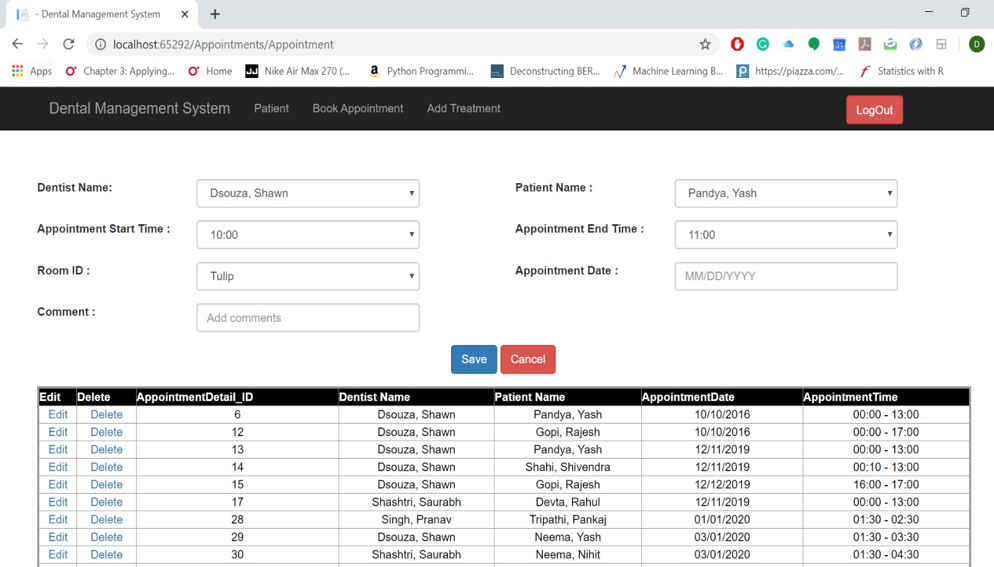 - Dental Management System
localhost:65292/Appointments/Appointment
Apps Chapter 3: Applying... Home Nike Air Max 270 (... Python Programmi... Deconstructing BER... Machine Learning B... https://piazza.com/... Statistics with R
Dental Management System Patient Book Appointment Add Treatment LogOut
Dentist Name: Dsouza, Shawn Patient Name : Pandya, Yash
Appointment Start Time : 10:00 Appointment End Time : 11:00
Room ID : Tulip Appointment Date : MM/DD/YYYY
Comment : Add comments
Save Cancel
Edit Delete AppointmentDetail_ID Dentist Name Patient Name AppointmentDate AppointmentTime
Edit Delete 6 Dsouza, Shawn Pandya, Yash 10/10/2016 00:00 - 13:00
Edit Delete 12 Dsouza, Shawn Gopi, Rajesh 10/10/2016 00:00 - 17:00
Edit Delete 13 Dsouza, Shawn Pandya, Yash 12/11/2019 00:00 - 13:00
Edit Delete 14 Dsouza, Shawn Shahi, Shivendra 12/11/2019 00:10 - 13:00
Edit Delete 15 Dsouza, Shawn Gopi, Rajesh 12/12/2019 16:00 - 17:00
Edit Delete 17 Shashtri, Saurabh Devta, Rahul 12/11/2019 00:00 - 13:00
Edit Delete 28 Singh, Pranav Tripathi, Pankaj 01/01/2020 01:30 - 02:30
Edit Delete 29 Dsouza, Shawn Neema, Yash 03/01/2020 01:30 - 03:30
Edit Delete 30 Shashtri, Saurabh Neema, Nihit 03/01/2020 01:30 - 04:30